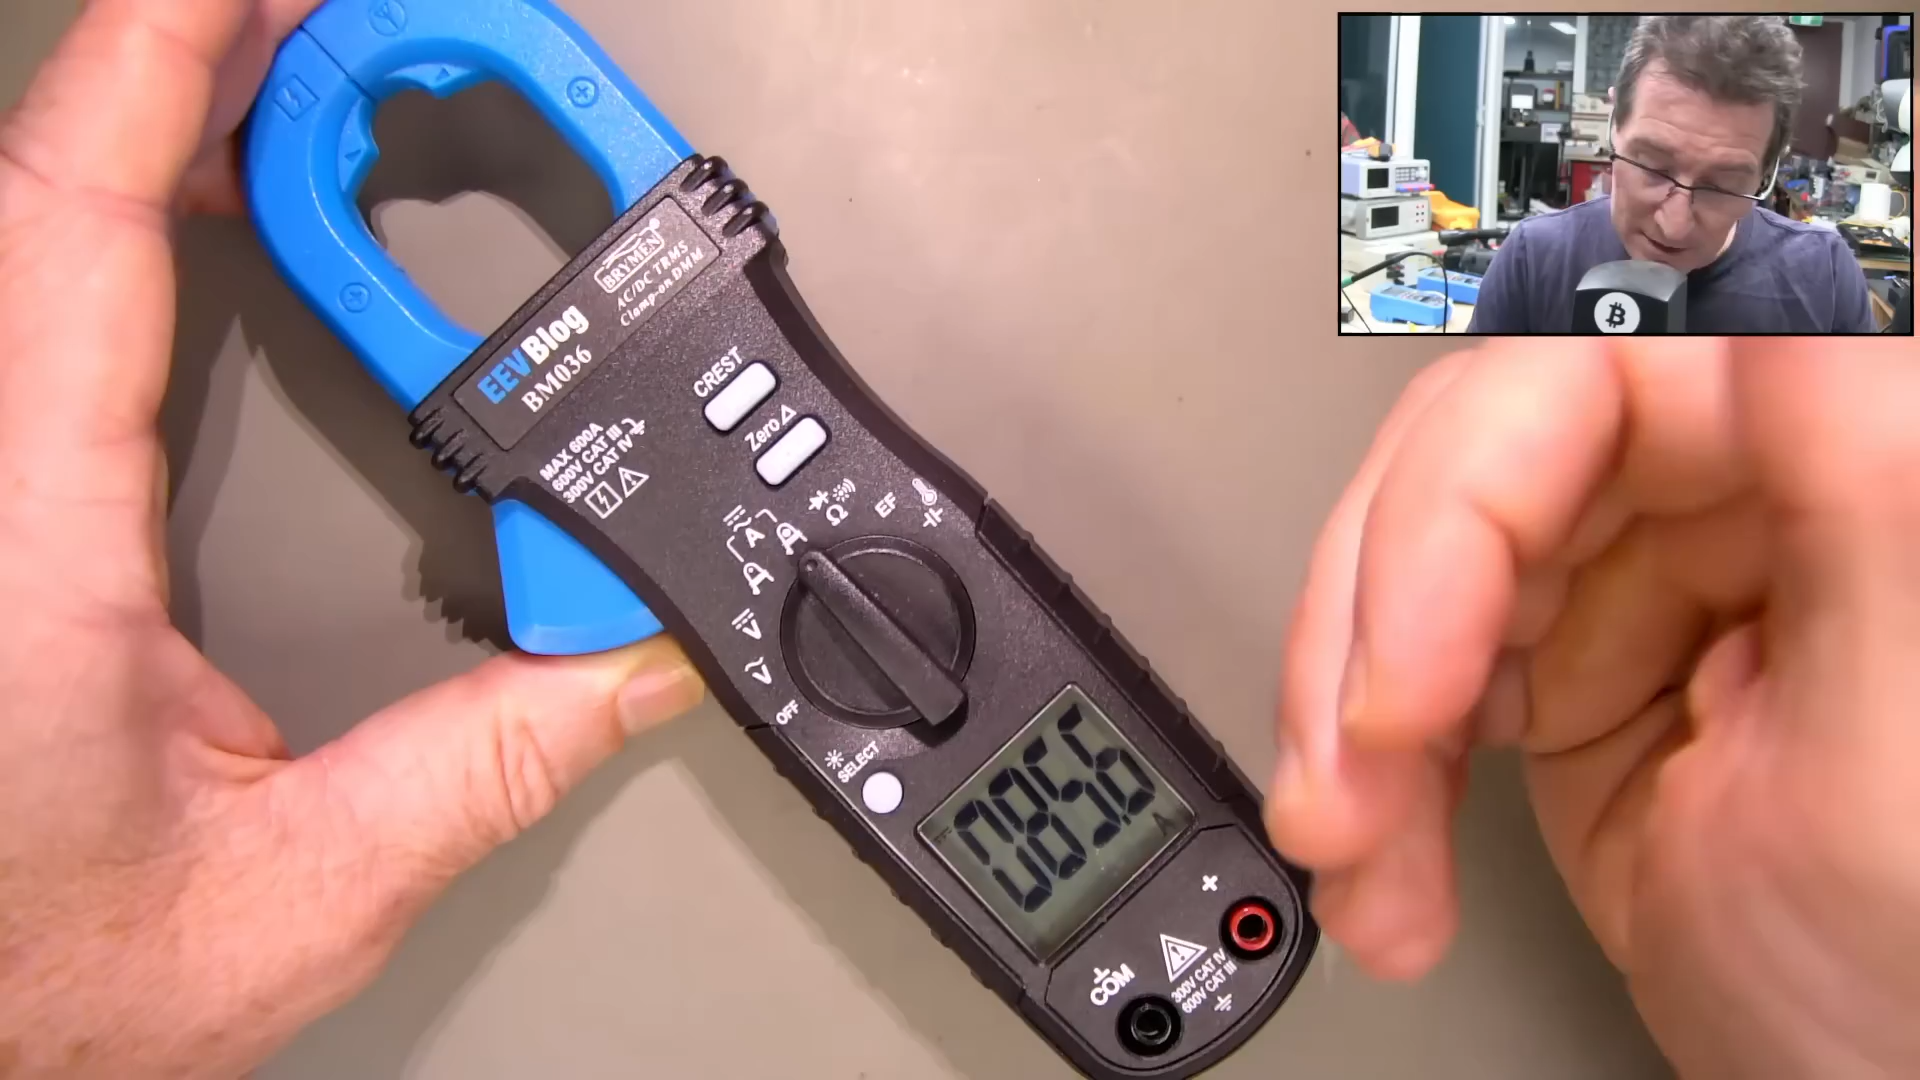 BRYMEN
AC/DC TRMS
Clamp-on DMM
EEVBlog
BM036
CREST
Zero Δ
MAX 600A
600V CAT III
300V CAT IV
A
Ω
EF
V
V
OFF
SELECT
A
+
COM
300V CAT IV
600V CAT III